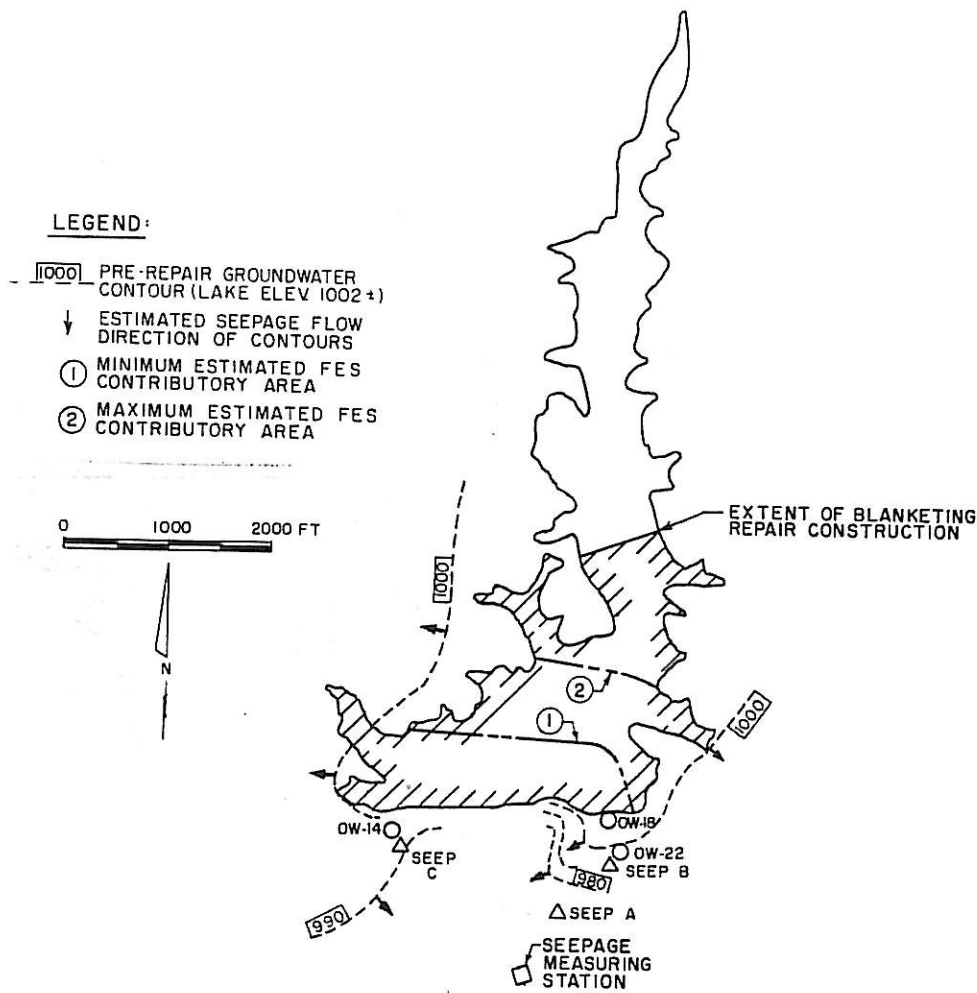 LEGEND:
1000 PRE-REPAIR GROUNDWATER
CONTOUR (LAKE ELEV. 1002±)
ESTIMATED SEEPAGE FLOW
DIRECTION OF CONTOURS
1 MINIMUM ESTIMATED FES
CONTRIBUTORY AREA
2 MAXIMUM ESTIMATED FES
CONTRIBUTORY AREA
0 1000 2000 FT
N
EXTENT OF BLANKETING
REPAIR CONSTRUCTION
1000
2
1
1000
OW-14
SEEP
C
OW-18
OW-22
SEEP B
980
990
SEEP A
SEEPAGE
MEASURING
STATION